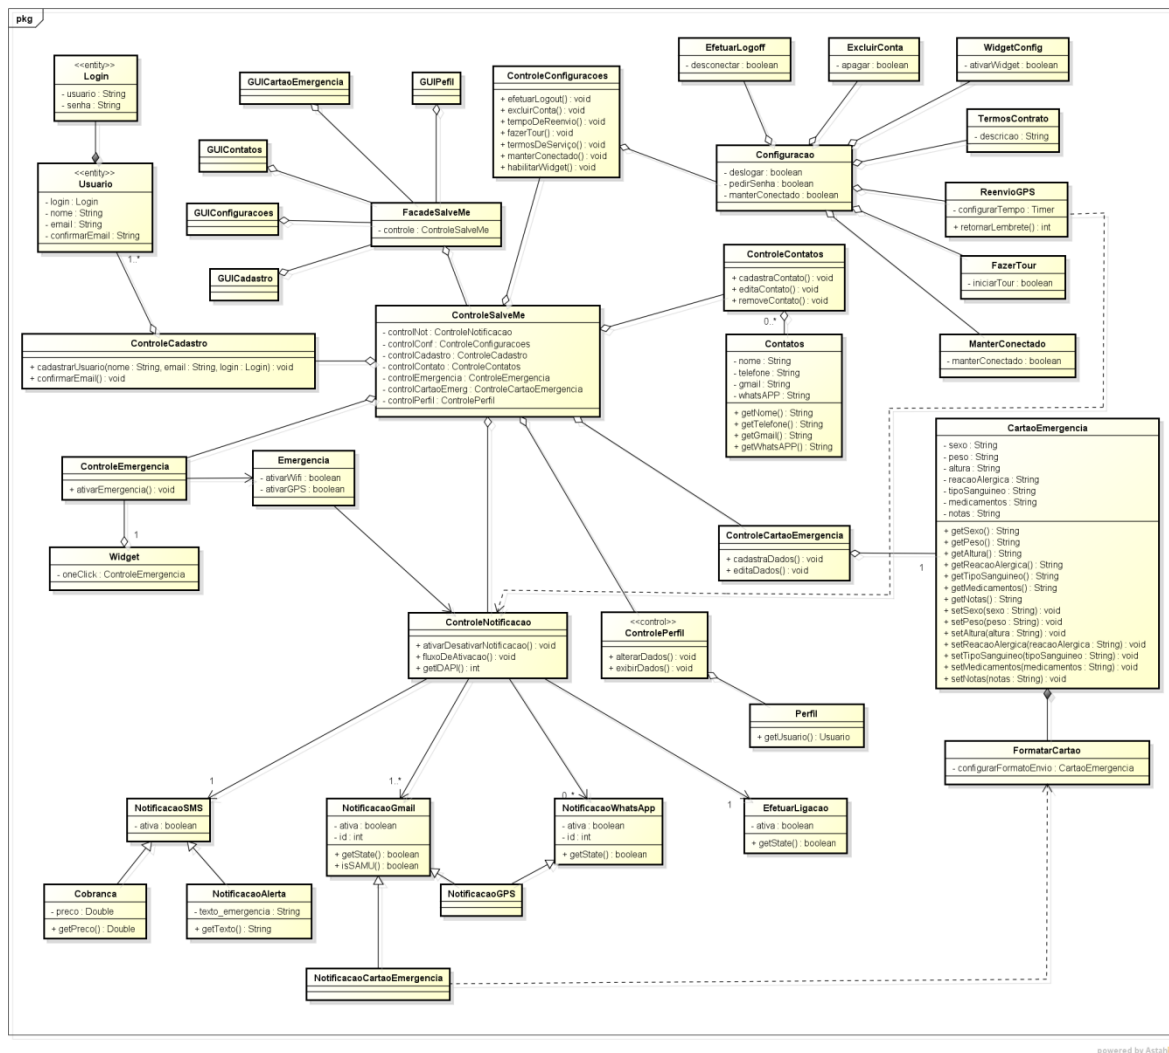 pkg
<<entity>>
Login
- usuario : String
- senha : String
<<entity>>
Usuario
- login : Login
- nome : String
- email : String
- confirmarEmail : String
1..*
GUICartaoEmergencia
GUIPefil
GUIContatos
GUIConfiguracoes
GUICadastro
FacadeSalveMe
- controle : ControleSalveMe
ControleConfiguracoes
+ efetuarLogout() : void
+ excluirConta() : void
+ tempoDeReenvio() : void
+ fazerTour() : void
+ termosDeServiço() : void
+ manterConectado() : void
+ habilitarWidget() : void
EfetuarLogoff
- desconectar : boolean
ExcluirConta
- apagar : boolean
WidgetConfig
- ativarWidget : boolean
TermosContrato
- descricao : String
Configuracao
- deslogar : boolean
- pedirSenha : boolean
- manterConectado : boolean
ReenvioGPS
- configurarTempo : Timer
+ retornarLembrete() : int
FazerTour
- iniciarTour : boolean
ManterConectado
- manterConectado : boolean
ControleContatos
+ cadastraContato() : void
+ editaContato() : void
+ removeContato() : void
0..*
Contatos
- nome : String
- telefone : String
- gmail : String
- whatsAPP : String
+ getNome() : String
+ getTelefone() : String
+ getGmail() : String
+ getWhatsAPP() : String
ControleSalveMe
- controlNot : ControleNotificacao
- controlConf : ControleConfiguracoes
- controlCadastro : ControleCadastro
- controlContato : ControleContatos
- controlEmergencia : ControleEmergencia
- controlCartaoEmerg : ControleCartaoEmergencia
- controlPerfil : ControlePerfil
ControleCadastro
+ cadastrarUsuario(nome : String, email : String, login : Login) : void
+ confirmarEmail() : void
ControleEmergencia
+ ativarEmergencia() : void
1
Widget
- oneClick : ControleEmergencia
Emergencia
- ativarWifi : boolean
- ativarGPS : boolean
CartaoEmergencia
- sexo : String
- peso : String
- altura : String
- reacaoAlergica : String
- tipoSanguineo : String
- medicamentos : String
- notas : String
+ getSexo() : String
+ getPeso() : String
+ getAltura() : String
+ getReacaoAlergica() : String
+ getTipoSanguineo() : String
+ getMedicamentos() : String
+ getNotas() : String
+ setSexo(sexo : String) : void
+ setPeso(peso : String) : void
+ setAltura(altura : String) : void
+ setReacaoAlergica(reacaoAlergica : String) : void
+ setTipoSanguineo(tipoSanguineo : String) : void
+ setMedicamentos(medicamentos : String) : void
+ setNotas(notas : String) : void
ControleCartaoEmergencia
+ cadastraDados() : void
+ editaDados() : void
1
ControleNotificacao
+ ativarDesativarNotificacao() : void
+ fluxoDeAtivacao() : void
+ getIDAPI() : int
<<control>>
ControlePerfil
+ alterarDados() : void
+ exibirDados() : void
Perfil
+ getUsuario() : Usuario
FormatarCartao
- configurarFormatoEnvio : CartaoEmergencia
1
1..*
0..*
1
NotificacaoSMS
- ativa : boolean
NotificacaoGmail
- ativa : boolean
- id : int
+ getState() : boolean
+ isSAMU() : boolean
NotificacaoWhatsApp
- ativa : boolean
- id : int
+ getState() : boolean
EfetuarLigacao
- ativa : boolean
+ getState() : boolean
Cobranca
- preco : Double
+ getPreco() : Double
NotificacaoAlerta
- texto_emergencia : String
+ getTexto() : String
NotificacaoGPS
NotificacaoCartaoEmergencia
powered by Astah